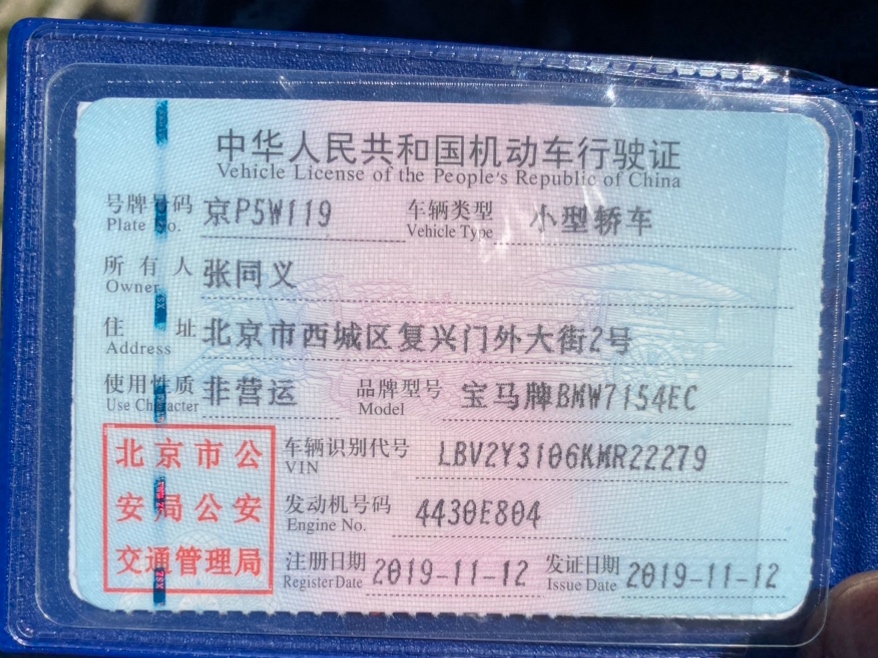 中华人民共和国机动车行驶证
Vehicle License of the People's Republic of China
号牌号码 京P5W119 车辆类型 小型轿车
Plate No. Vehicle Type
所有人 张同义
Owner
住址 北京市西城区复兴门外大街2号
Address
使用性质 非营运 品牌型号 宝马牌BMW7154EC
Use Character Model
北京市公
安局公安
交通管理局
车辆识别代号 LBV2Y3106KMR22279
VIN
发动机号码 4430E804
Engine No.
注册日期 2019-11-12 发证日期 2019-11-12
Register Date Issue Date